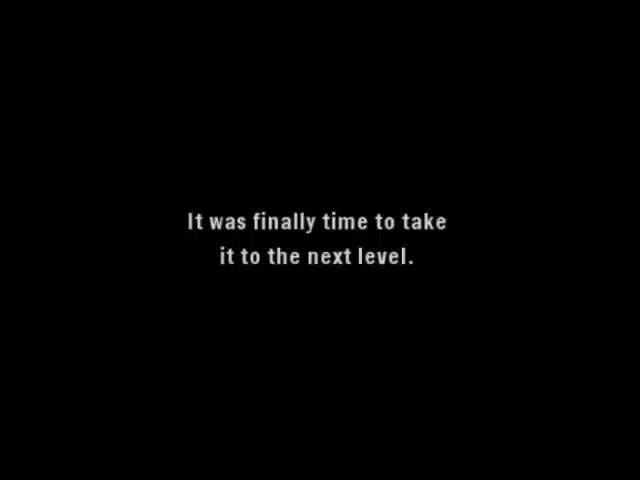 It was finally time to take
it to the next level.